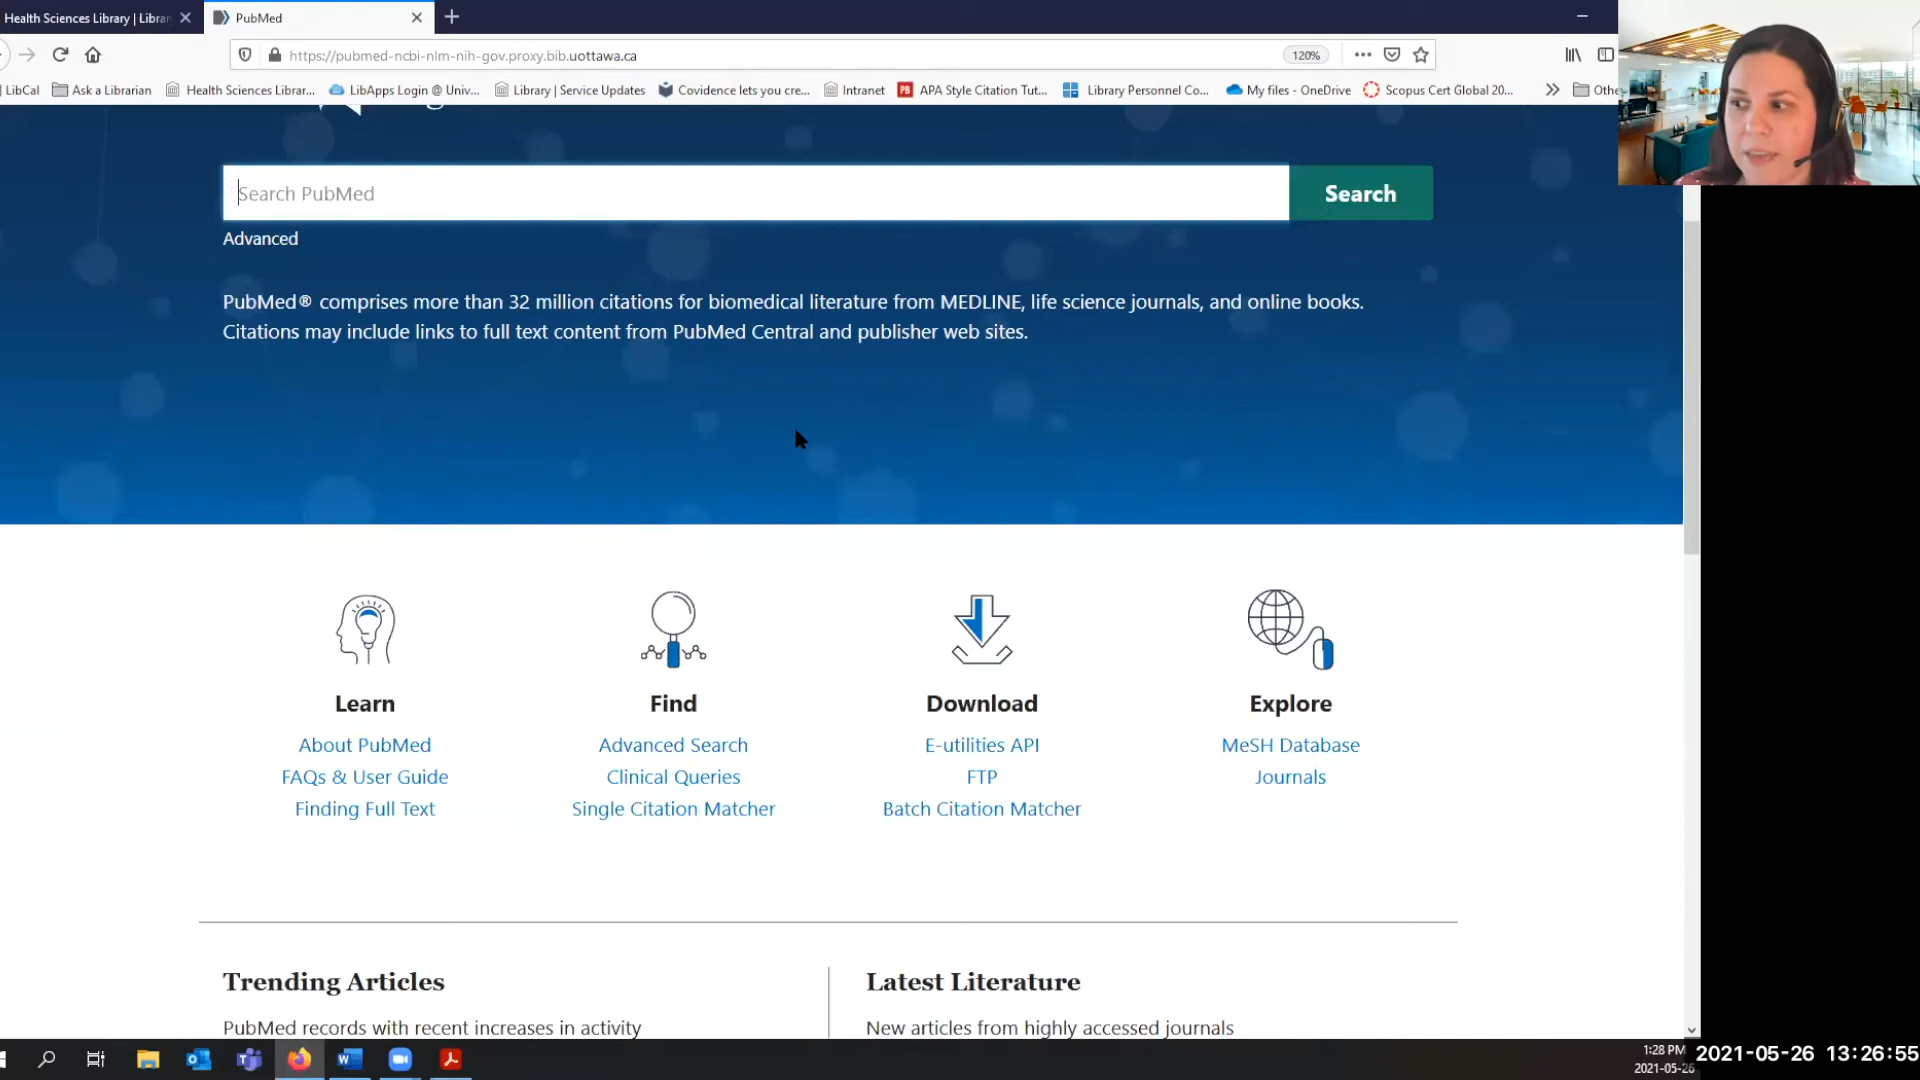 Health Sciences Library | Librar
PubMed
https://pubmed-ncbi-nlm-nih-gov.proxy.bib.uottawa.ca
120%
LibCal
Ask a Librarian
Health Sciences Librar...
LibApps Login @ Univ...
Library | Service Updates
Covidence lets you cre...
Intranet
PB
APA Style Citation Tut...
Library Personnel Co...
My files - OneDrive
Scopus Cert Global 20...
Othe
Search PubMed
Search
Advanced
PubMed® comprises more than 32 million citations for biomedical literature from MEDLINE, life science journals, and online books.
Citations may include links to full text content from PubMed Central and publisher web sites.
Learn
About PubMed
FAQs & User Guide
Finding Full Text
Find
Advanced Search
Clinical Queries
Single Citation Matcher
Download
E-utilities API
FTP
Batch Citation Matcher
Explore
MeSH Database
Journals
Trending Articles
PubMed records with recent increases in activity
Latest Literature
New articles from highly accessed journals
1:28 PM
2021-05-26
2021-05-26 13:26:55